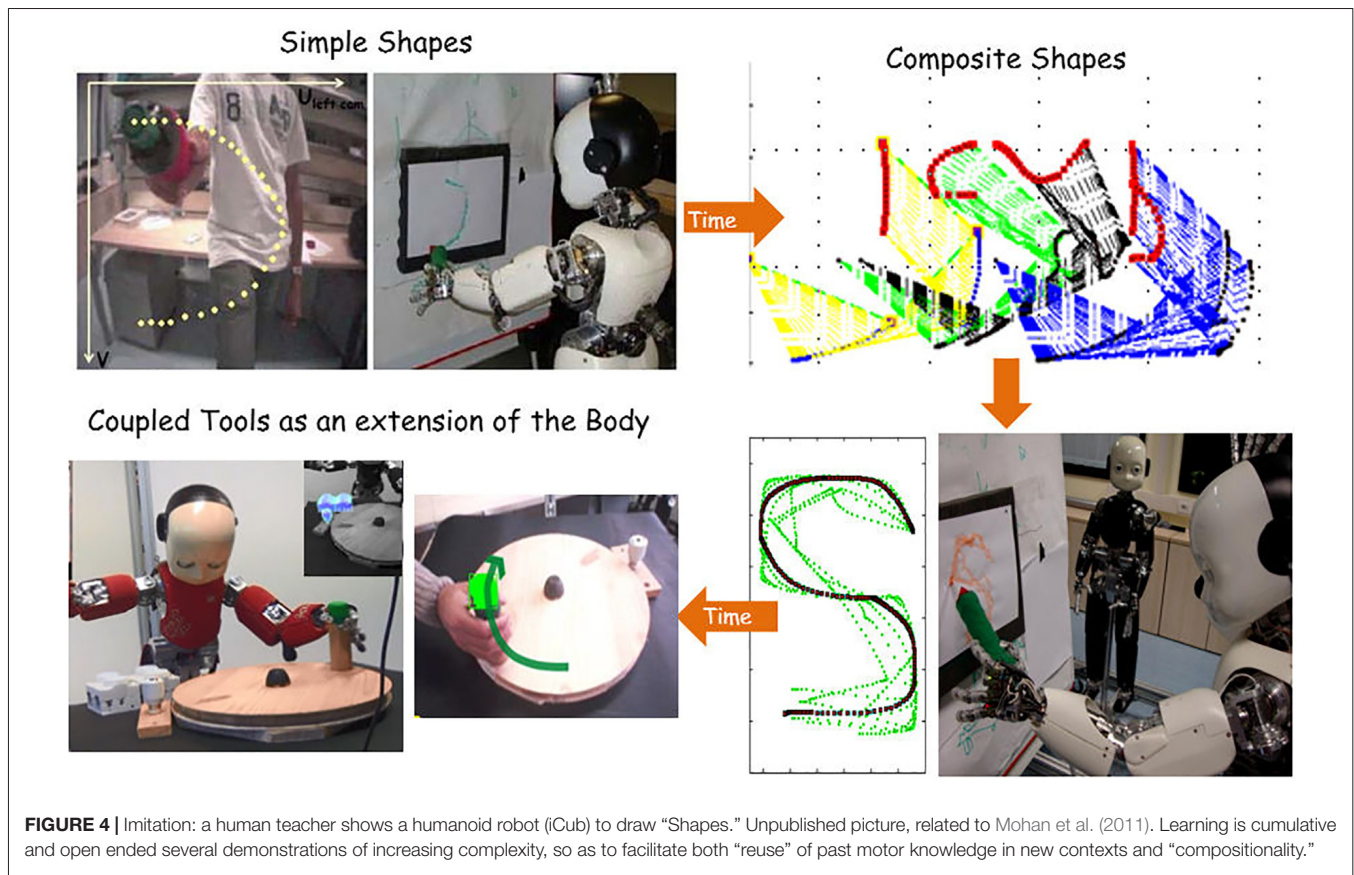 Simple Shapes
Composite Shapes
U left cam
8
V
Time
Coupled Tools as an extension of the Body
Time
FIGURE 4 | Imitation: a human teacher shows a humanoid robot (iCub) to draw “Shapes.” Unpublished picture, related to Mohan et al. (2011). Learning is cumulative
and open ended several demonstrations of increasing complexity, so as to facilitate both “reuse” of past motor knowledge in new contexts and “compositionality.”